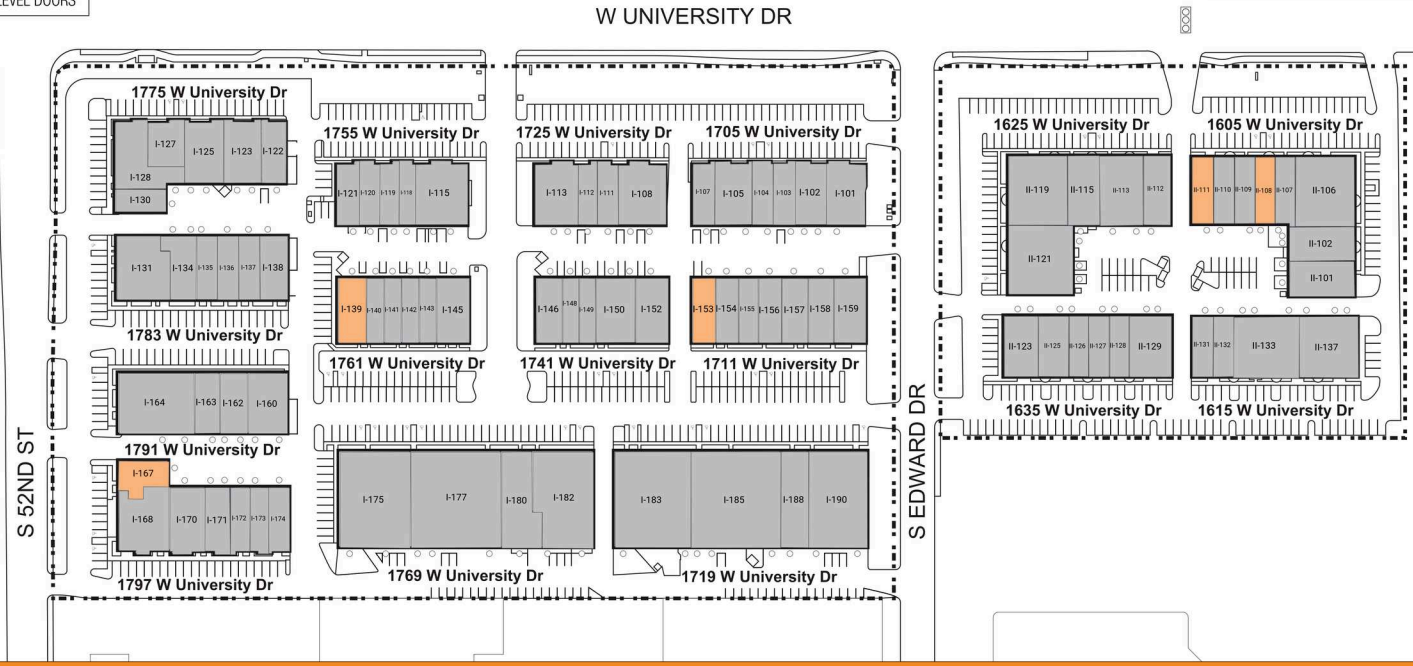 LEVEL DOORS
W UNIVERSITY DR
1775 W University Dr
I-127
I-125
I-123
I-122
I-128
I-130
1755 W University Dr
I-121
I-120
I-119
I-118
I-115
1725 W University Dr
I-113
I-112
I-111
I-108
1705 W University Dr
I-107
I-105
I-104
I-103
I-102
I-101
1625 W University Dr
II-119
II-115
II-113
II-112
II-121
1605 W University Dr
II-111
II-110
II-109
II-108
II-107
II-106
II-102
II-101
I-131
I-134
I-135
I-136
I-137
I-138
1783 W University Dr
I-139
I-140
I-141
I-142
I-143
I-145
1761 W University Dr
I-146
I-148
I-149
I-150
I-152
1741 W University Dr
I-153
I-154
I-155
I-156
I-157
I-158
I-159
1711 W University Dr
II-123
II-125
II-126
II-127
II-128
II-129
1635 W University Dr
II-131
II-132
II-133
II-137
1615 W University Dr
I-164
I-163
I-162
I-160
1791 W University Dr
S 52ND ST
S EDWARD DR
I-167
I-168
I-170
I-171
I-172
I-173
I-174
1797 W University Dr
I-175
I-177
I-180
I-182
1769 W University Dr
I-183
I-185
I-188
I-190
1719 W University Dr